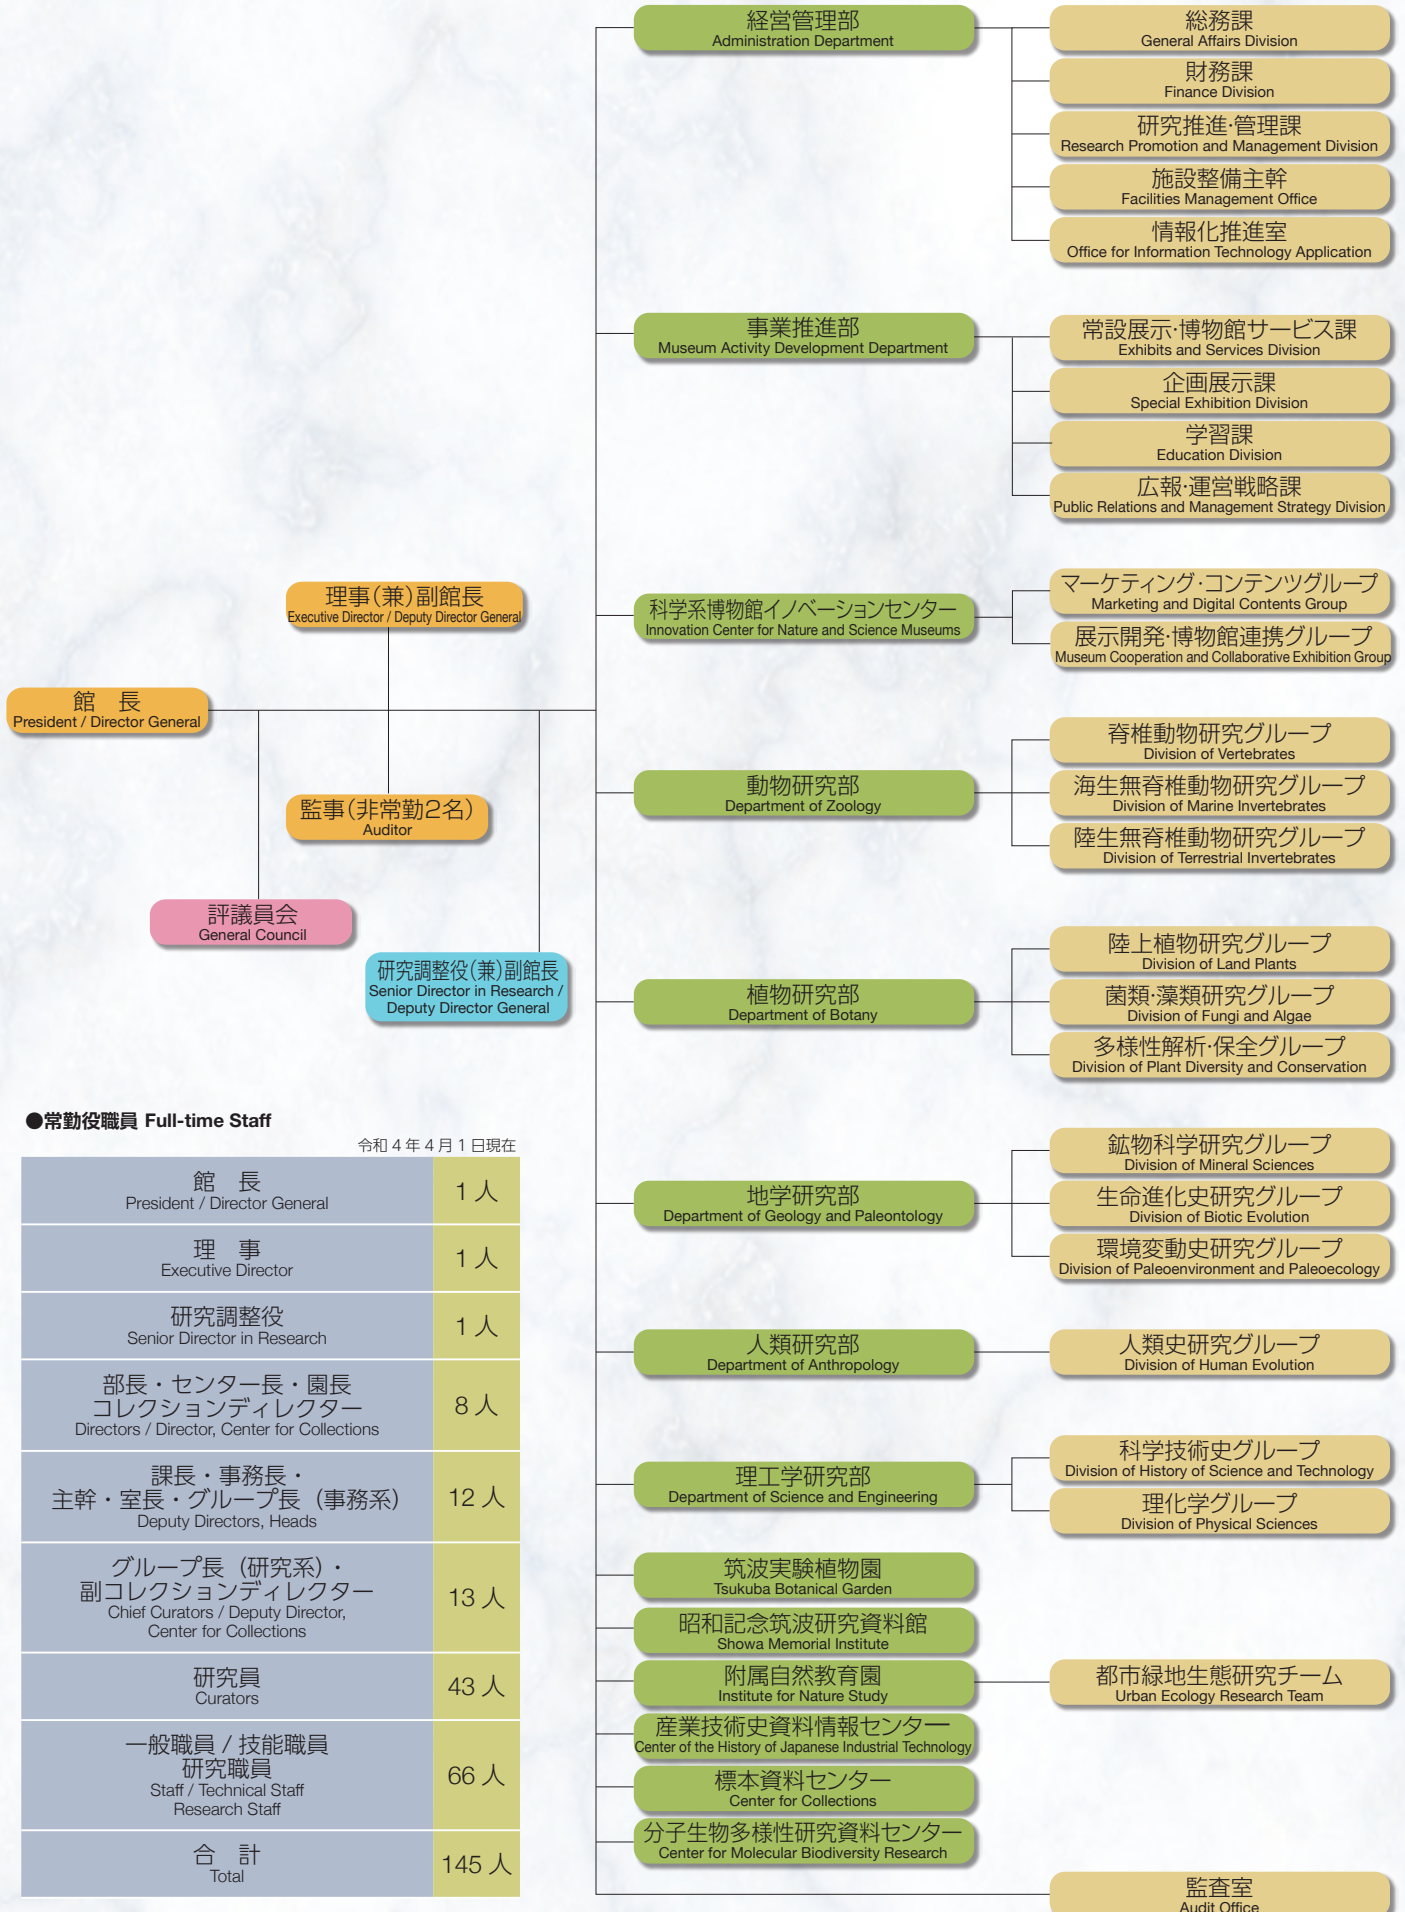 経営管理部
Administration Department
総務課
General Affairs Division
財務課
Finance Division
研究推進・管理課
Research Promotion and Management Division
施設整備主幹
Facilities Management Office
情報化推進室
Office for Information Technology Application
事業推進部
Museum Activity Development Department
常設展示・博物館サービス課
Exhibits and Services Division
企画展示課
Special Exhibition Division
学習課
Education Division
広報・運営戦略課
Public Relations and Management Strategy Division
科学系博物館イノベーションセンター
Innovation Center for Nature and Science Museums
マーケティング・コンテンツグループ
Marketing and Digital Contents Group
展示開発・博物館連携グループ
Museum Cooperation and Collaborative Exhibition Group
理事(兼)副館長
Executive Director / Deputy Director General
館 長
President / Director General
監事(非常勤2名)
Auditor
評議員会
General Council
研究調整役(兼)副館長
Senior Director in Research /
Deputy Director General
動物研究部
Department of Zoology
脊椎動物研究グループ
Division of Vertebrates
海生無脊椎動物研究グループ
Division of Marine Invertebrates
陸生無脊椎動物研究グループ
Division of Terrestrial Invertebrates
植物研究部
Department of Botany
陸上植物研究グループ
Division of Land Plants
菌類・藻類研究グループ
Division of Fungi and Algae
多様性解析・保全グループ
Division of Plant Diversity and Conservation
地学研究部
Department of Geology and Paleontology
鉱物科学研究グループ
Division of Mineral Sciences
生命進化史研究グループ
Division of Biotic Evolution
環境変動史研究グループ
Division of Paleoenvironment and Paleoecology
人類研究部
Department of Anthropology
人類史研究グループ
Division of Human Evolution
理工学研究部
Department of Science and Engineering
科学技術史グループ
Division of History of Science and Technology
理化学グループ
Division of Physical Sciences
筑波実験植物園
Tsukuba Botanical Garden
昭和記念筑波研究資料館
Showa Memorial Institute
附属自然教育園
Institute for Nature Study
都市緑地生態研究チーム
Urban Ecology Research Team
産業技術史資料情報センター
Center of the History of Japanese Industrial Technology
標本資料センター
Center for Collections
分子生物多様性研究資料センター
Center for Molecular Biodiversity Research
監査室
Audit Office
●常勤役職員 Full-time Staff
令和 4 年 4 月 1 日現在
館 長
President / Director General
1 人
理 事
Executive Director
1 人
研究調整役
Senior Director in Research
1 人
部長・センター長・園長
コレクションディレクター
Directors / Director, Center for Collections
8 人
課長・事務長・
主幹・室長・グループ長（事務系）
Deputy Directors, Heads
12 人
グループ長（研究系）・
副コレクションディレクター
Chief Curators / Deputy Director,
Center for Collections
13 人
研究員
Curators
43 人
一般職員 / 技能職員
研究職員
Staff / Technical Staff
Research Staff
66 人
合 計
Total
145 人